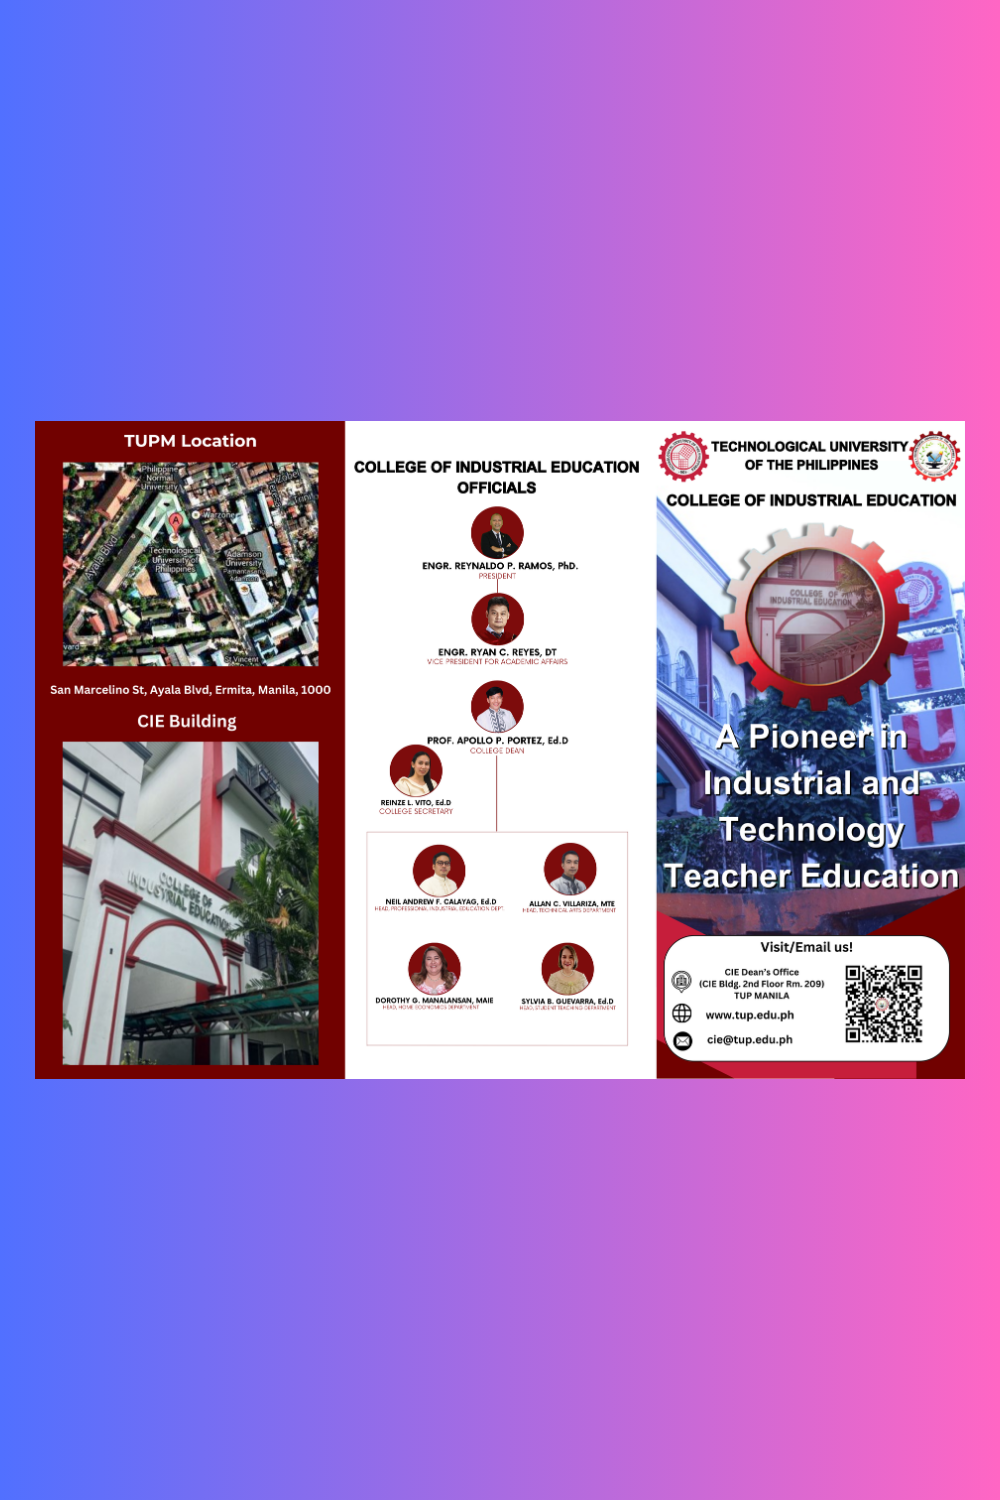 TUPM Location
Philippine
Normal
University
Zobel
Warzone
A
Ayala Blvd
Technological
University of
Philippines
Adamson
University
San Marcelino St, Ayala Blvd, Ermita, Manila, 1000
CIE Building
COLLEGE OF
INDUSTRIAL EDUCATION
COLLEGE OF INDUSTRIAL EDUCATION
OFFICIALS
ENGR. REYNALDO P. RAMOS, PhD.
PRESIDENT
ENGR. RYAN C. REYES, DT
VICE PRESIDENT FOR ACADEMIC AFFAIRS
PROF. APOLLO P. PORTEZ, Ed.D
COLLEGE DEAN
REINZE L. VITO, Ed.D
COLLEGE SECRETARY
NEIL ANDREW F. CALAYAG, Ed.D
HEAD, PROFESSIONAL INDUSTRIAL EDUCATION DEPT.
ALLAN C. VILLARIZA, MTE
HEAD, TECHNICAL ARTS DEPARTMENT
DOROTHY G. MANALANSAN, MAIE
HEAD, HOME ECONOMICS DEPARTMENT
SYLVIA B. GUEVARRA, Ed.D
HEAD, STUDENT TEACHING DEPARTMENT
TECHNOLOGICAL UNIVERSITY
OF THE PHILIPPINES
COLLEGE OF INDUSTRIAL EDUCATION
COLLEGE OF
INDUSTRIAL EDUCATION
T
U
P
A Pioneer in
Industrial and
Technology
Teacher Education
Visit/Email us!
CIE Dean's Office
(CIE Bldg. 2nd Floor Rm. 209)
TUP MANILA
www.tup.edu.ph
cie@tup.edu.ph